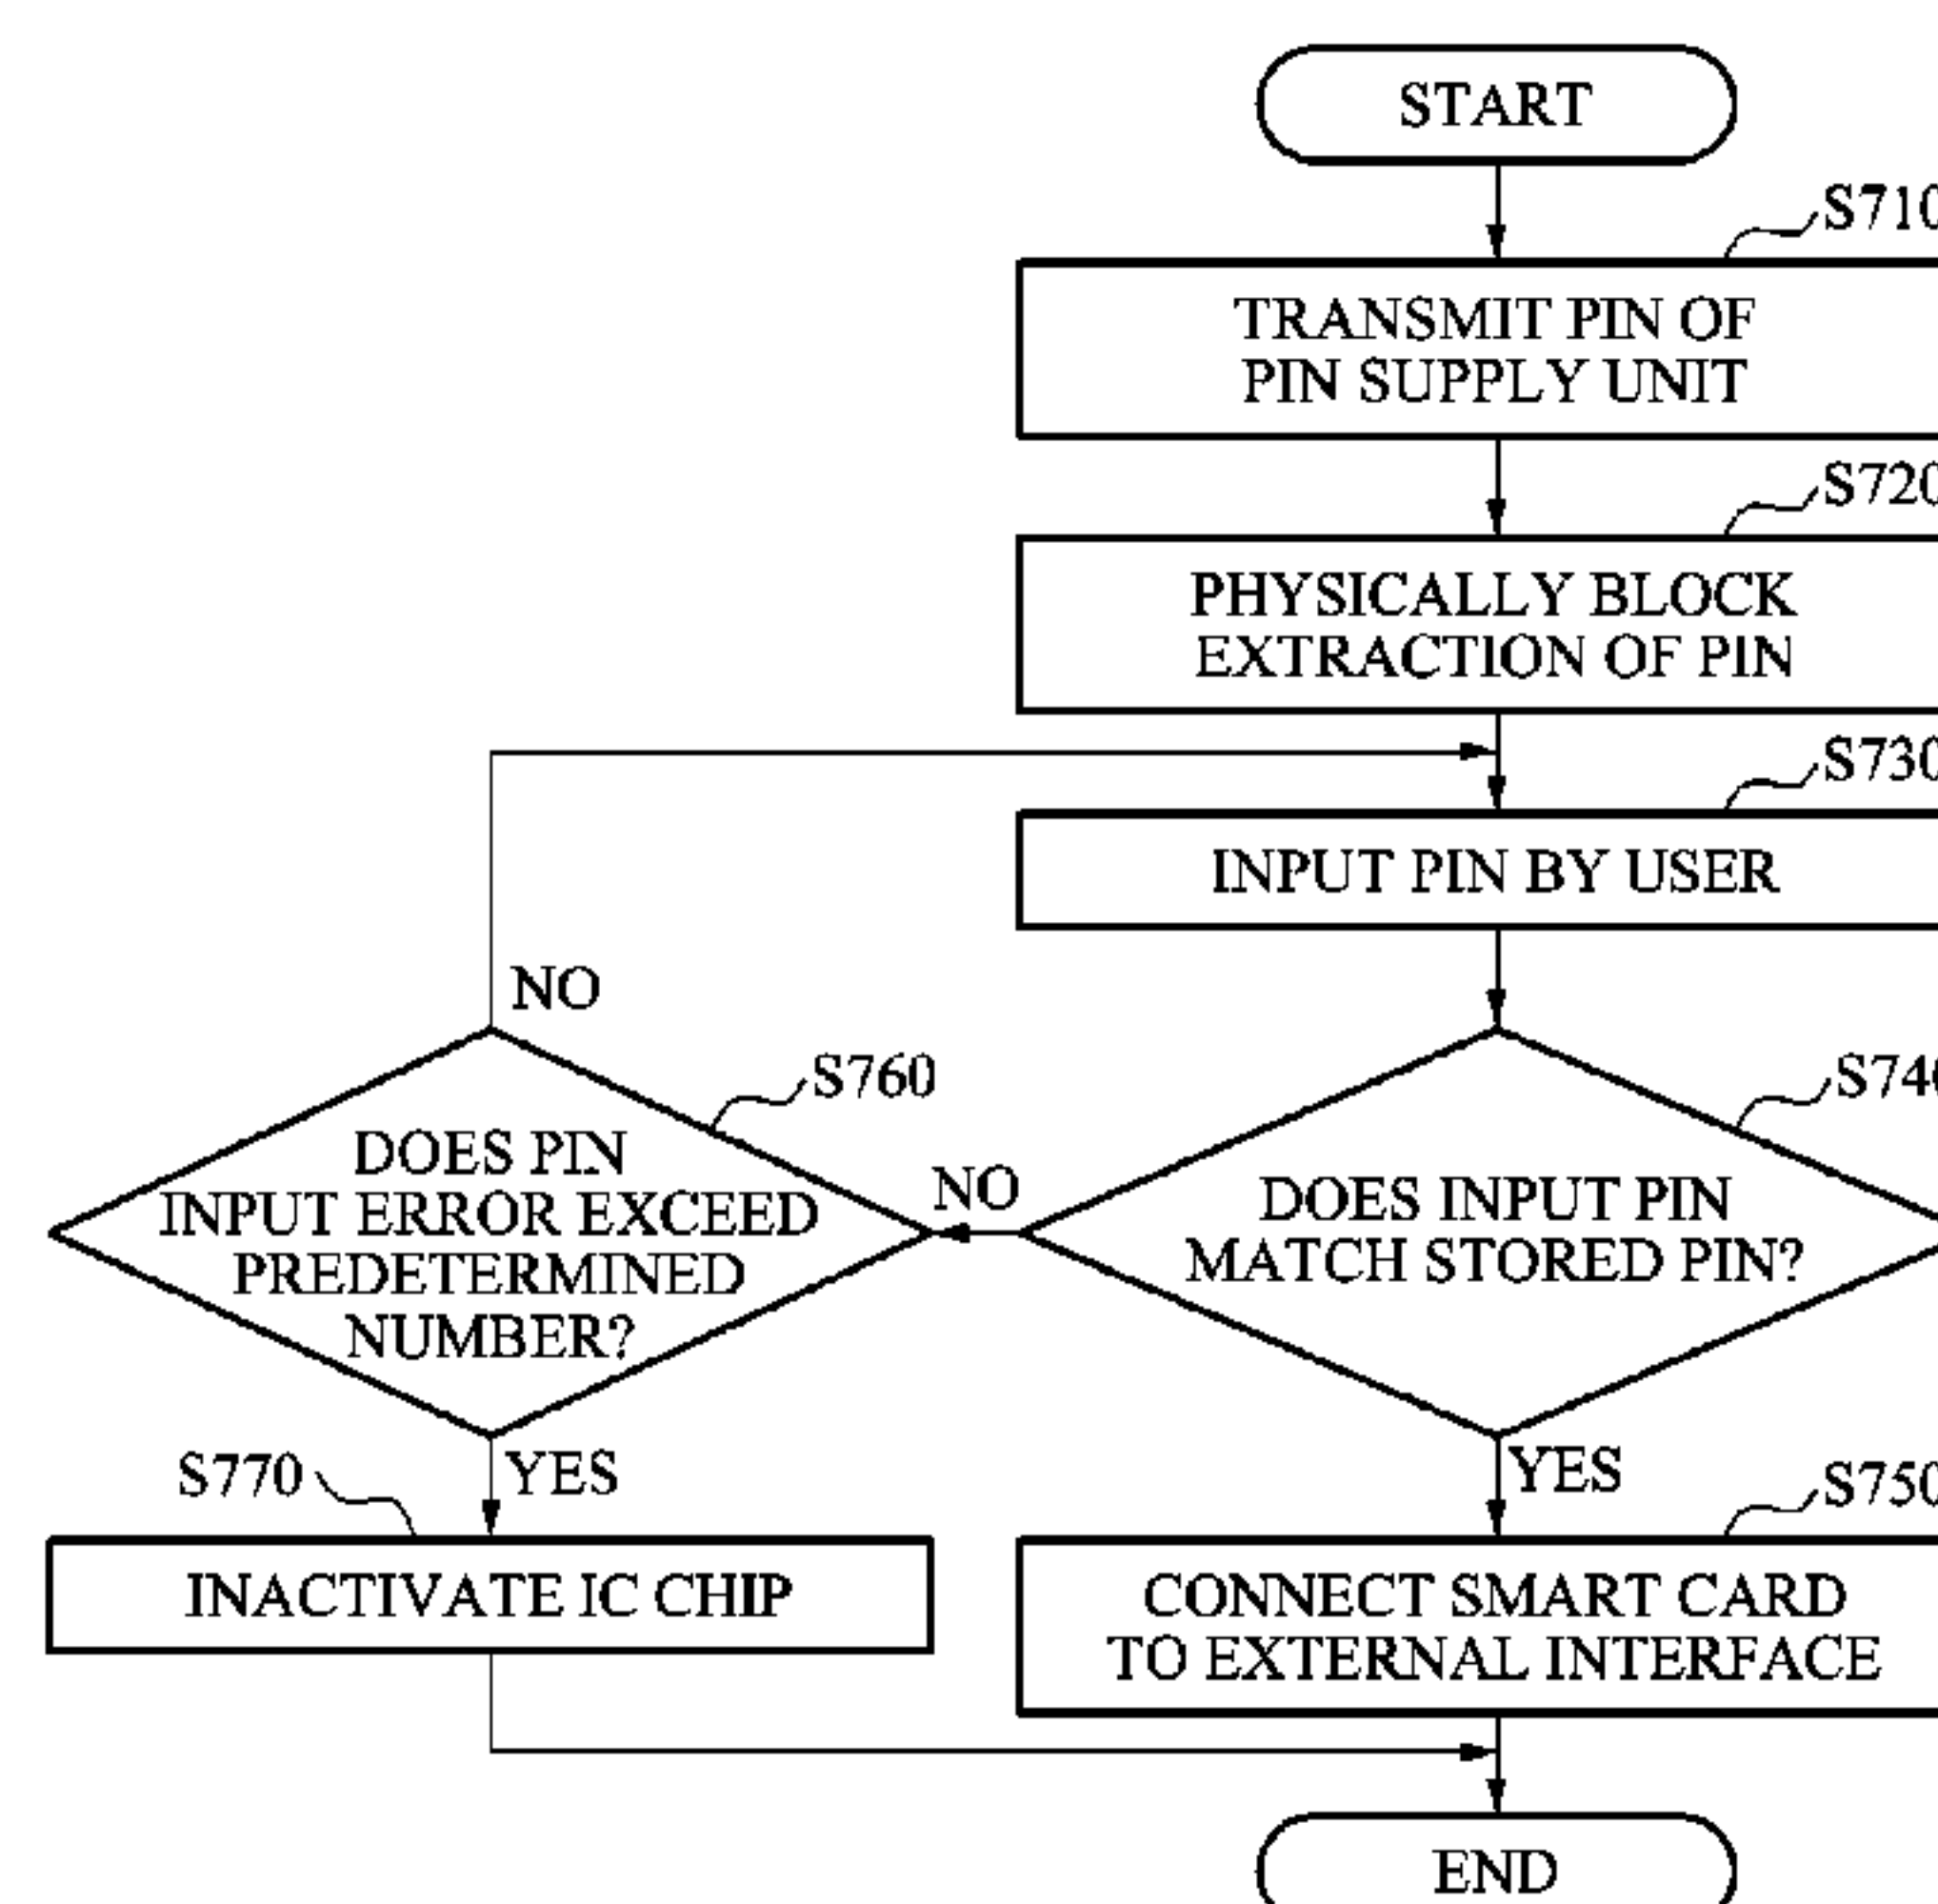 START
S710
TRANSMIT PIN OF
PIN SUPPLY UNIT
S720
PHYSICALLY BLOCK
EXTRACTION OF PIN
S730
INPUT PIN BY USER
NO
S760
S740
DOES PIN
INPUT ERROR EXCEED
PREDETERMINED
NUMBER?
NO
DOES INPUT PIN
MATCH STORED PIN?
S770
YES
YES
S750
INACTIVATE IC CHIP
CONNECT SMART CARD
TO EXTERNAL INTERFACE
END